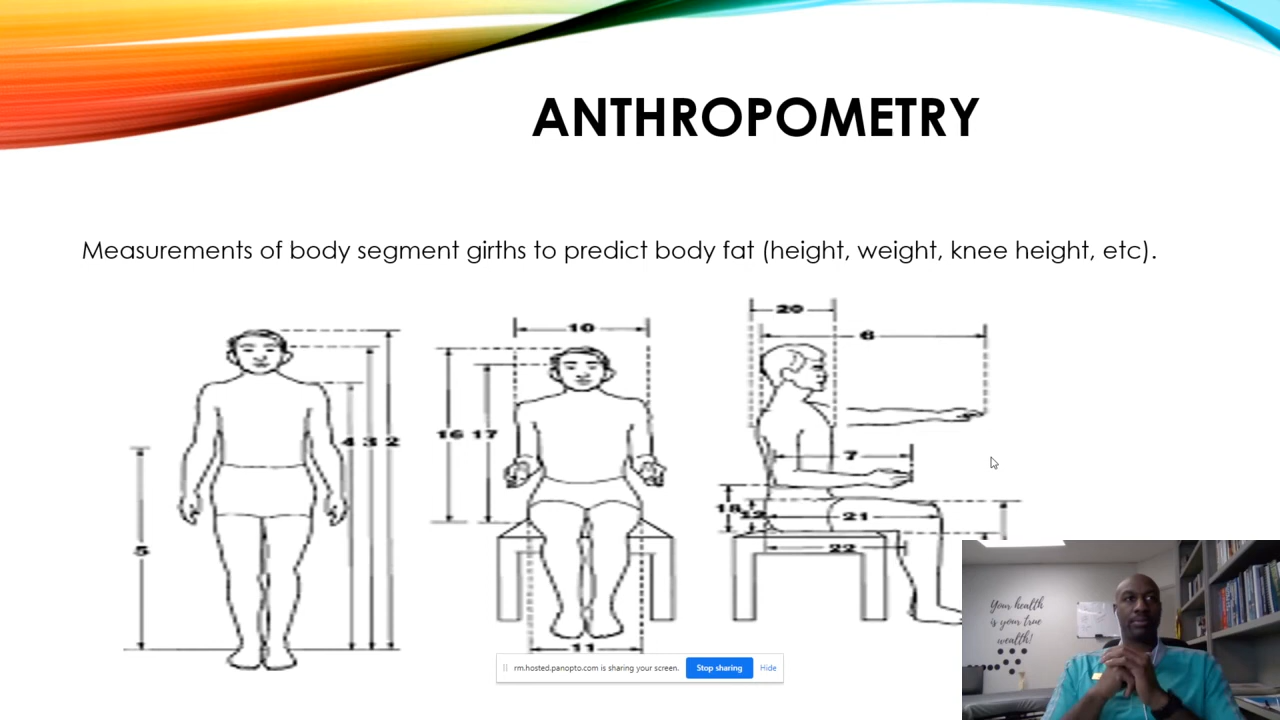 ANTHROPOMETRY
Measurements of body segment girths to predict body fat (height, weight, knee height, etc).
20
10
6
16 17
4 3 2
7
5
21
22
11
rm.hosted.panopto.com is sharing your screen. Stop sharing Hide
Your health
is your true
wealth!